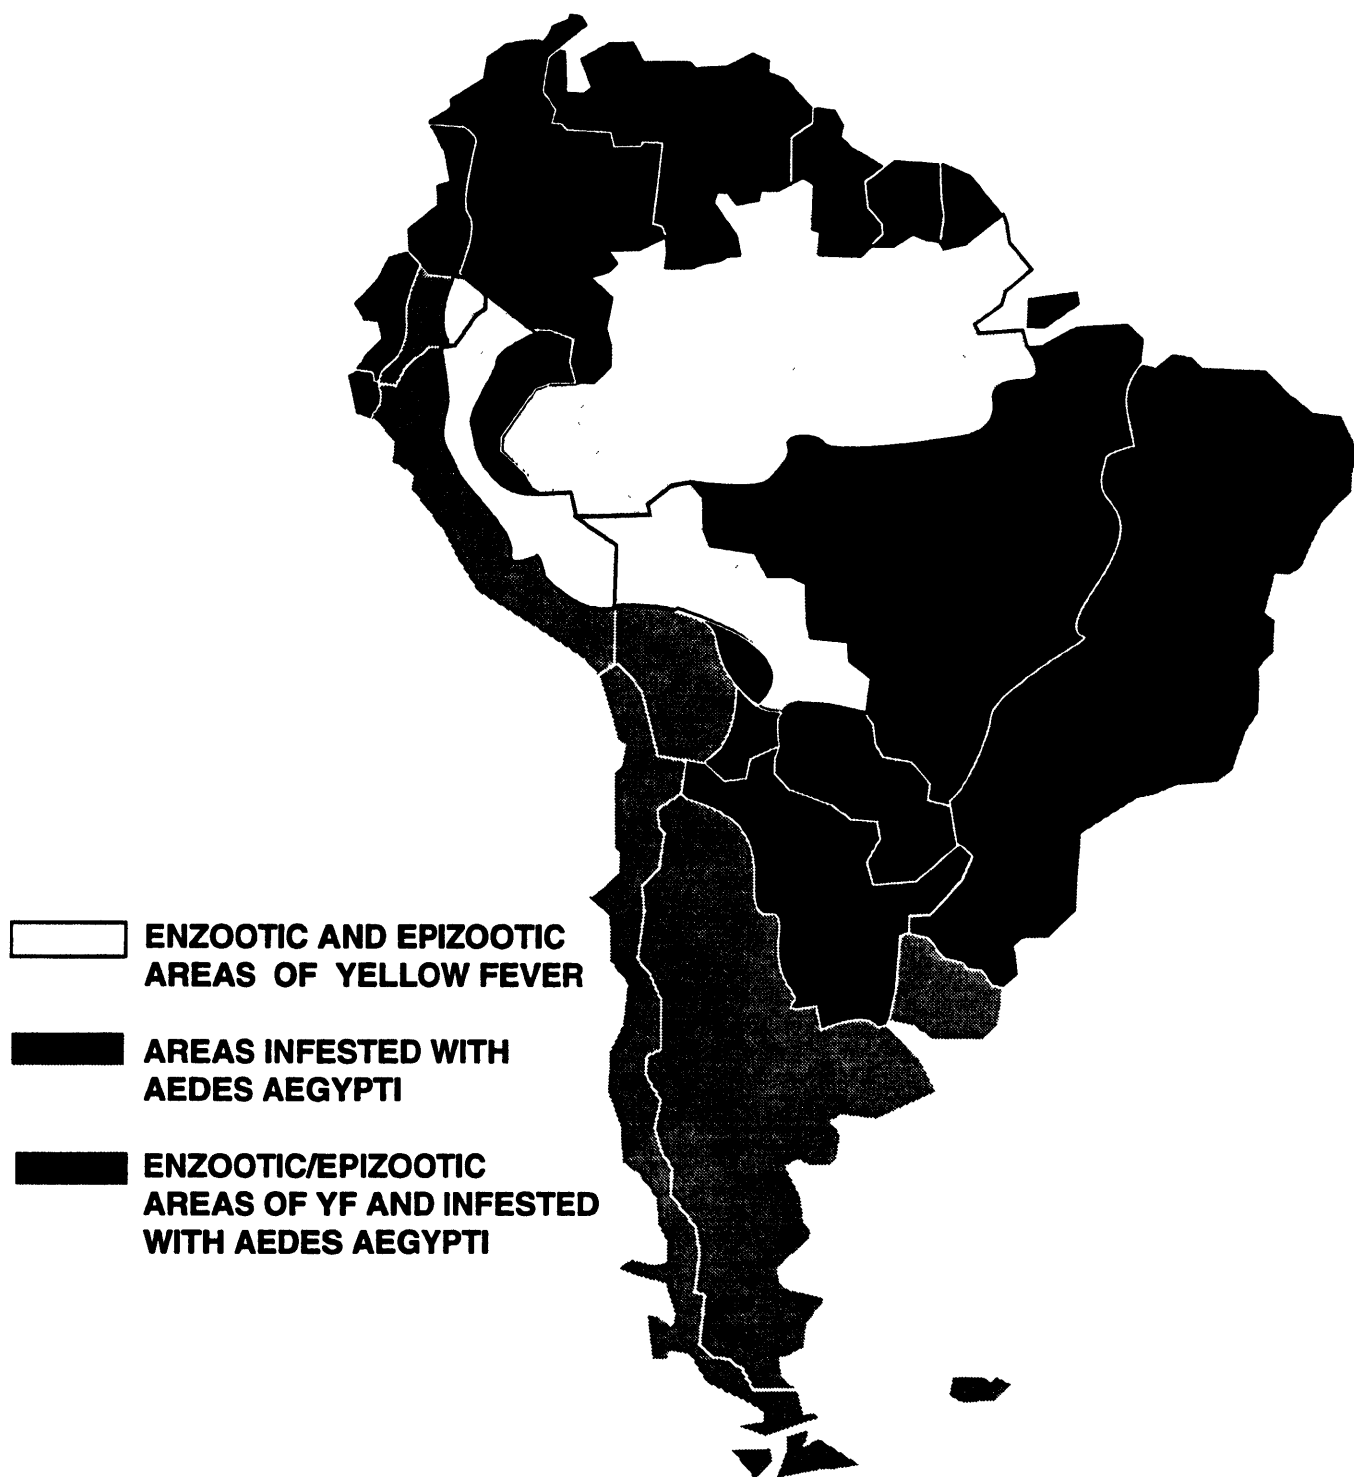 ENZOOTIC AND EPIZOOTIC
AREAS OF YELLOW FEVER
AREAS INFESTED WITH
AEDES AEGYPTI
ENZOOTIC/EPIZOOTIC
AREAS OF YF AND INFESTED
WITH AEDES AEGYPTI